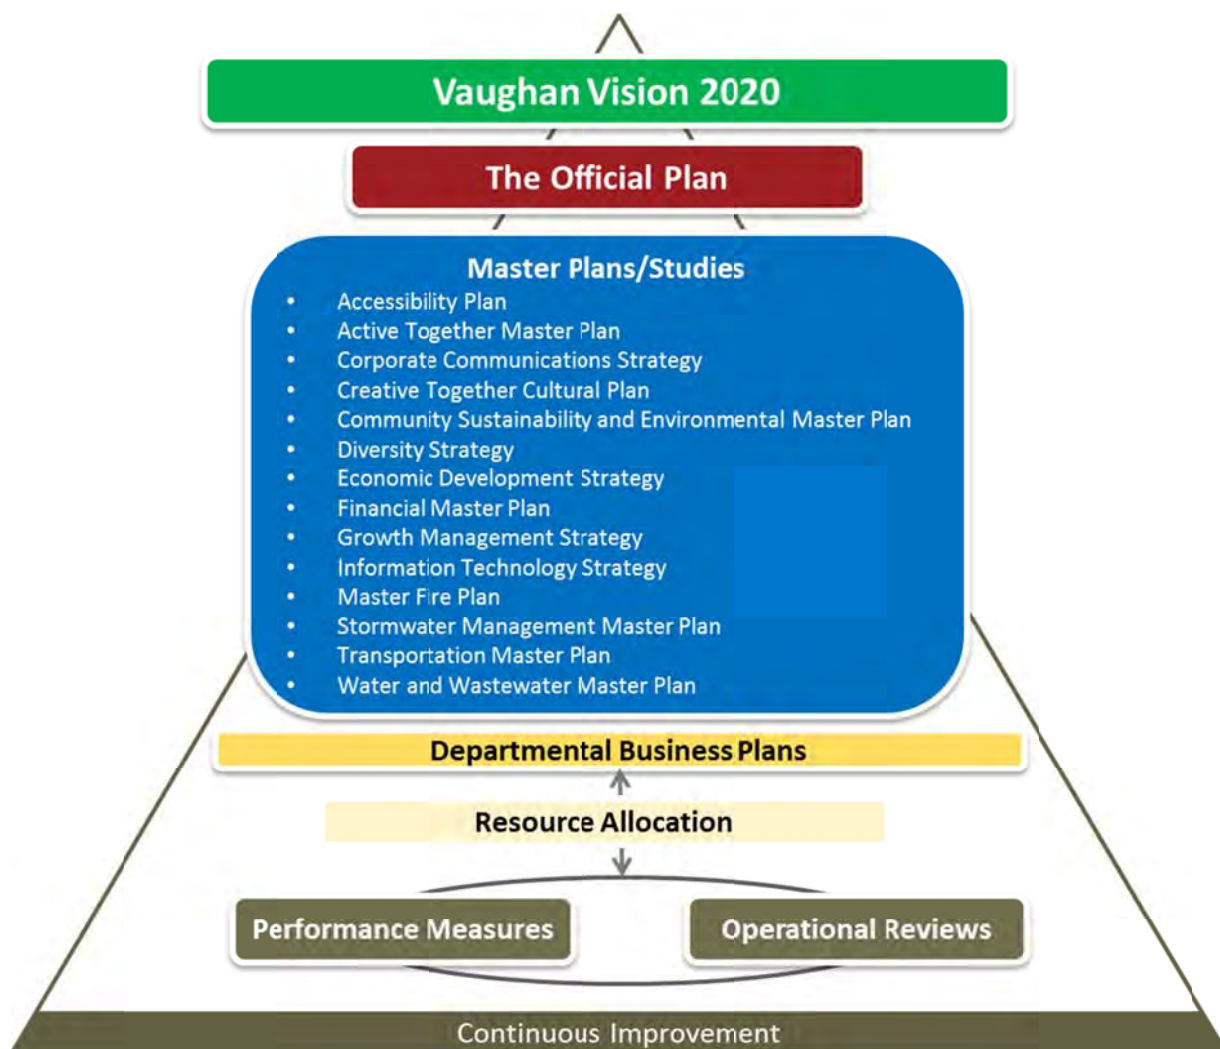 Vaughan Vision 2020
The Official Plan
Master Plans/Studies
• Accessibility Plan
• Active Together Master Plan
• Corporate Communications Strategy
• Creative Together Cultural Plan
• Community Sustainability and Environmental Master Plan
• Diversity Strategy
• Economic Development Strategy
• Financial Master Plan
• Growth Management Strategy
• Information Technology Strategy
• Master Fire Plan
• Stormwater Management Master Plan
• Transportation Master Plan
• Water and Wastewater Master Plan
Departmental Business Plans
Resource Allocation
Performance Measures
Operational Reviews
Continuous Improvement